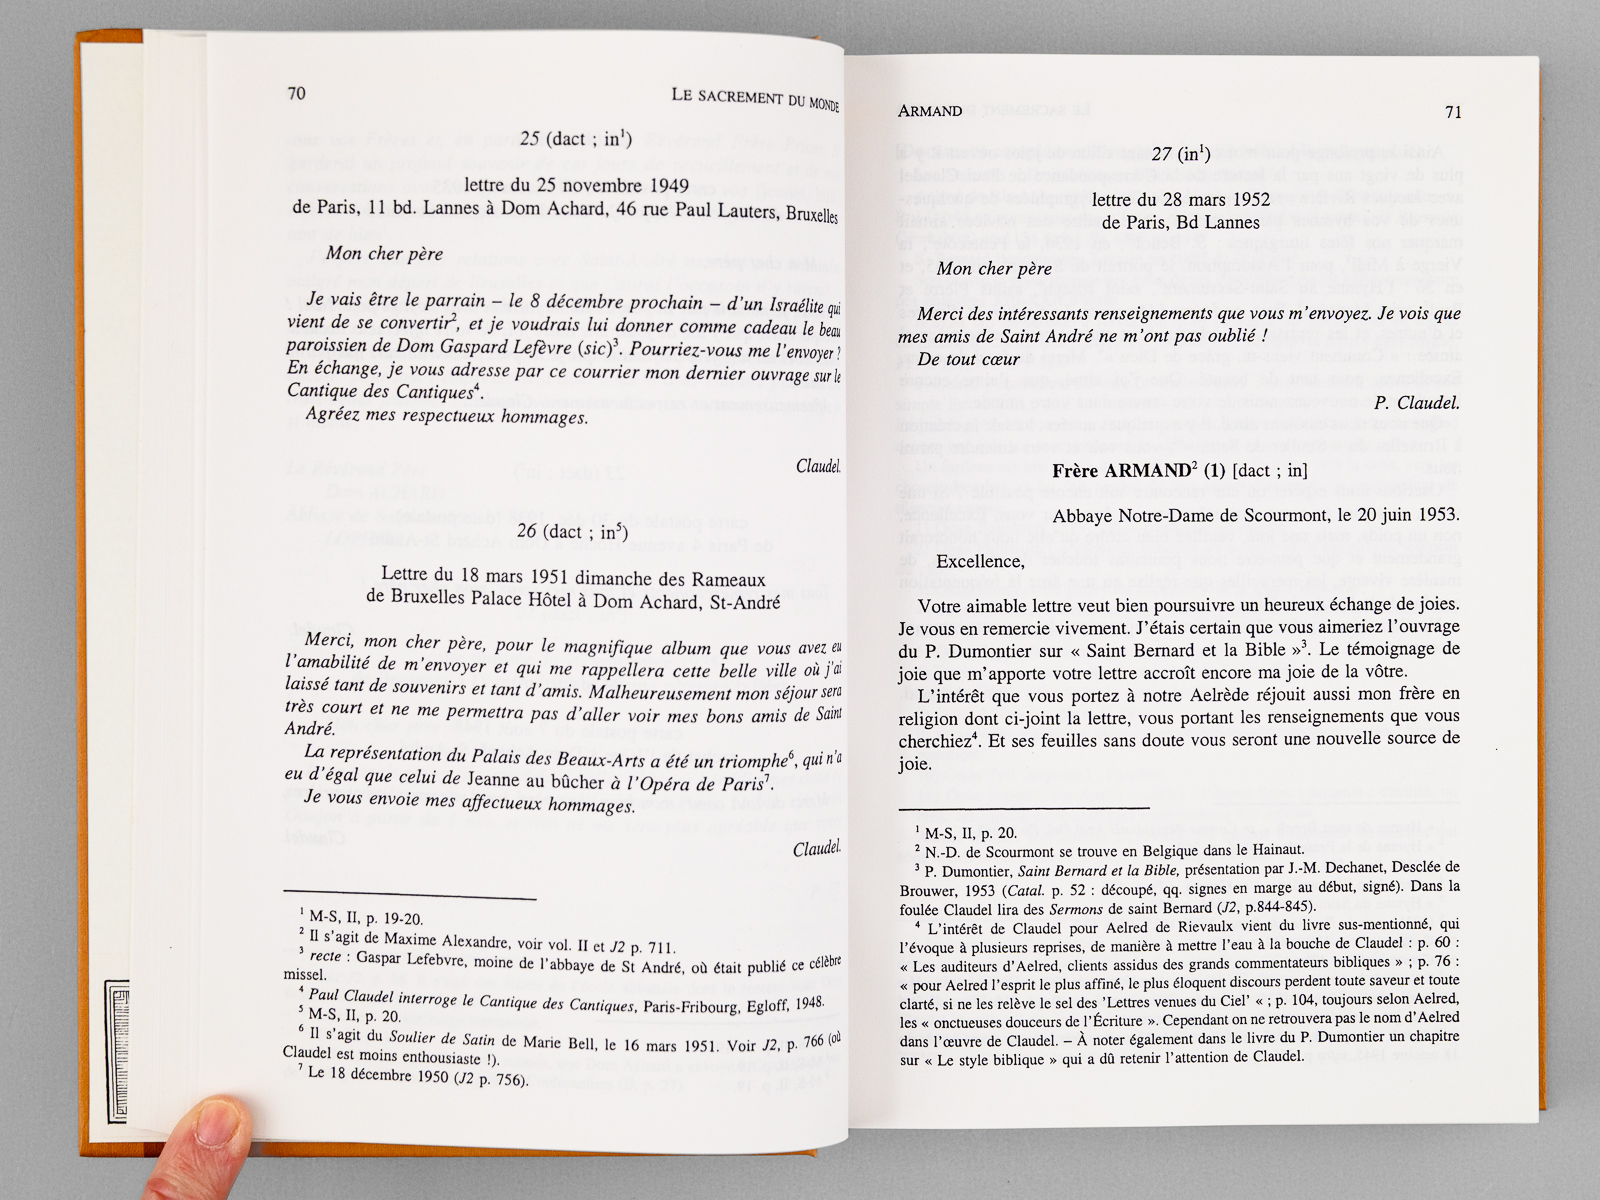 70
LE SACREMENT DU MONDE
25 (dact ; in¹)
lettre du 25 novembre 1949
de Paris, 11 bd. Lannes à Dom Achard, 46 rue Paul Lauters, Bruxelles
Mon cher père
Je vais être le parrain – le 8 décembre prochain – d'un Israélite qui
vient de se convertir², et je voudrais lui donner comme cadeau le beau
paroissien de Dom Gaspard Lefèvre (sic)³. Pourriez-vous me l'envoyer ?
En échange, je vous adresse par ce courrier mon dernier ouvrage sur le
Cantique des Cantiques⁴.
Agréez mes respectueux hommages.
Claudel.
26 (dact ; in⁵)
Lettre du 18 mars 1951 dimanche des Rameaux
de Bruxelles Palace Hôtel à Dom Achard, St-André
Merci, mon cher père, pour le magnifique album que vous avez eu
l'amabilité de m'envoyer et qui me rappellera cette belle ville où j'ai
laissé tant de souvenirs et tant d'amis. Malheureusement mon séjour sera
très court et ne me permettra pas d'aller voir mes bons amis de Saint
André.
La représentation du Palais des Beaux-Arts a été un triomphe⁶, qui n'a
eu d'égal que celui de Jeanne au bûcher à l'Opéra de Paris⁷.
Je vous envoie mes affectueux hommages.
Claudel.
¹ M-S, II, p. 19-20.
² Il s'agit de Maxime Alexandre, voir vol. II et J2 p. 711.
³ recte : Gaspar Lefebvre, moine de l'abbaye de St André, où était publié ce célèbre
missel.
⁴ Paul Claudel interroge le Cantique des Cantiques, Paris-Fribourg, Egloff, 1948.
⁵ M-S, II, p. 20.
⁶ Il s'agit du Soulier de Satin de Marie Bell, le 16 mars 1951. Voir J2, p. 766 (où
Claudel est moins enthousiaste !).
⁷ Le 18 décembre 1950 (J2 p. 756).
ARMAND
71
27 (in¹)
lettre du 28 mars 1952
de Paris, Bd Lannes
Mon cher père
Merci des intéressants renseignements que vous m'envoyez. Je vois que
mes amis de Saint André ne m'ont pas oublié !
De tout cœur
P. Claudel.
Frère ARMAND² (1) [dact ; in]
Abbaye Notre-Dame de Scourmont, le 20 juin 1953.
Excellence,
Votre aimable lettre veut bien poursuivre un heureux échange de joies.
Je vous en remercie vivement. J'étais certain que vous aimeriez l'ouvrage
du P. Dumontier sur « Saint Bernard et la Bible »³. Le témoignage de
joie que m'apporte votre lettre accroît encore ma joie de la vôtre.
L'intérêt que vous portez à notre Aelrède réjouit aussi mon frère en
religion dont ci-joint la lettre, vous portant les renseignements que vous
cherchiez⁴. Et ses feuilles sans doute vous seront une nouvelle source de
joie.
¹ M-S, II, p. 20.
² N.-D. de Scourmont se trouve en Belgique dans le Hainaut.
³ P. Dumontier, Saint Bernard et la Bible, présentation par J.-M. Dechanet, Desclée de
Brouwer, 1953 (Catal. p. 52 : découpé, qq. signes en marge au début, signé). Dans la
foulée Claudel lira des Sermons de saint Bernard (J2, p.844-845).
⁴ L'intérêt de Claudel pour Aelred de Rievaulx vient du livre sus-mentionné, qui
l'évoque à plusieurs reprises, de manière à mettre l'eau à la bouche de Claudel : p. 60 :
« Les auditeurs d'Aelred, clients assidus des grands commentateurs bibliques » ; p. 76 :
« pour Aelred l'esprit le plus affiné, le plus éloquent discours perdent toute saveur et toute
clarté, si ne les relève le sel des 'Lettres venues du Ciel' « ; p. 104, toujours selon Aelred,
les « onctueuses douceurs de l'Écriture ». Cependant on ne retrouvera pas le nom d'Aelred
dans l'œuvre de Claudel. – À noter également dans le livre du P. Dumontier un chapitre
sur « Le style biblique » qui a dû retenir l'attention de Claudel.